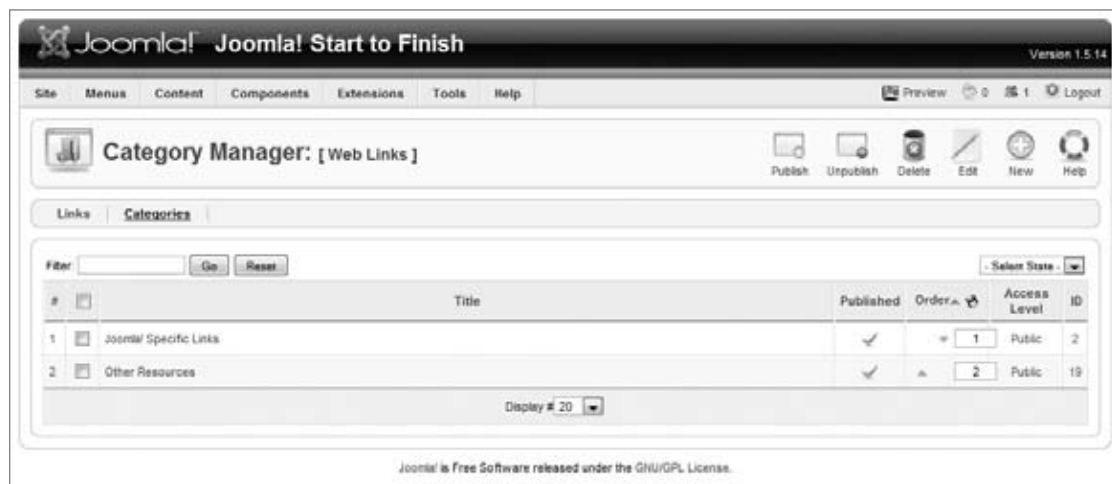 Joomla! Joomla! Start to Finish
Version 1.5.14
Site Menus Content Components Extensions Tools Help Preview 0 1 Logout
Category Manager: [ Web Links ]
Publish Unpublish Delete Edit New Help
Links Categories
Filter: Go Reset - Select State -
# Title Published Order Access Level ID
1 Joomla! Specific Links 1 Public 2
2 Other Resources 2 Public 19
Display # 20
Joomla! is Free Software released under the GNU/GPL License.